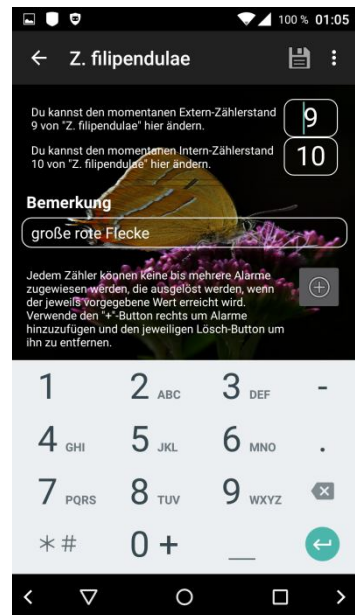 100 % 01:05
Z. filipendulae
Du kannst den momentanen Extern-Zählerstand
9 von "Z. filipendulae" hier ändern.
9
Du kannst den momentanen Intern-Zählerstand
10 von "Z. filipendulae" hier ändern.
10
Bemerkung
große rote Flecke
Jedem Zähler können keine bis mehrere Alarme
zugewiesen werden, die ausgelöst werden, wenn
der jeweils vorgegebene Wert erreicht wird.
Verwende den "+"-Button rechts um Alarme
hinzuzufügen und den jeweiligen Lösch-Button um
ihn zu entfernen.
1 2 ABC 3 DEF -
4 GHI 5 JKL 6 MNO .
7 PQRS 8 TUV 9 WXYZ
* # 0 + _